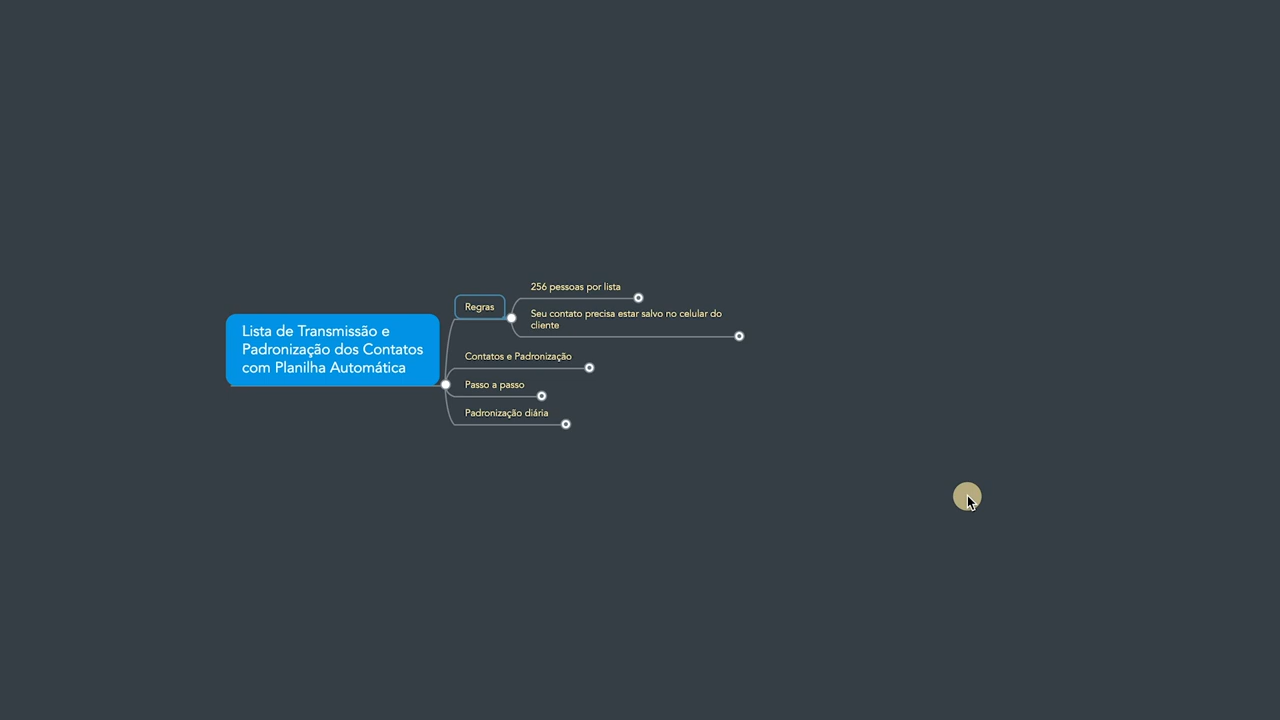 Lista de Transmissão e
Padronização dos Contatos
com Planilha Automática
Regras
256 pessoas por lista
Seu contato precisa estar salvo no celular do
cliente
Contatos e Padronização
Passo a passo
Padronização diária